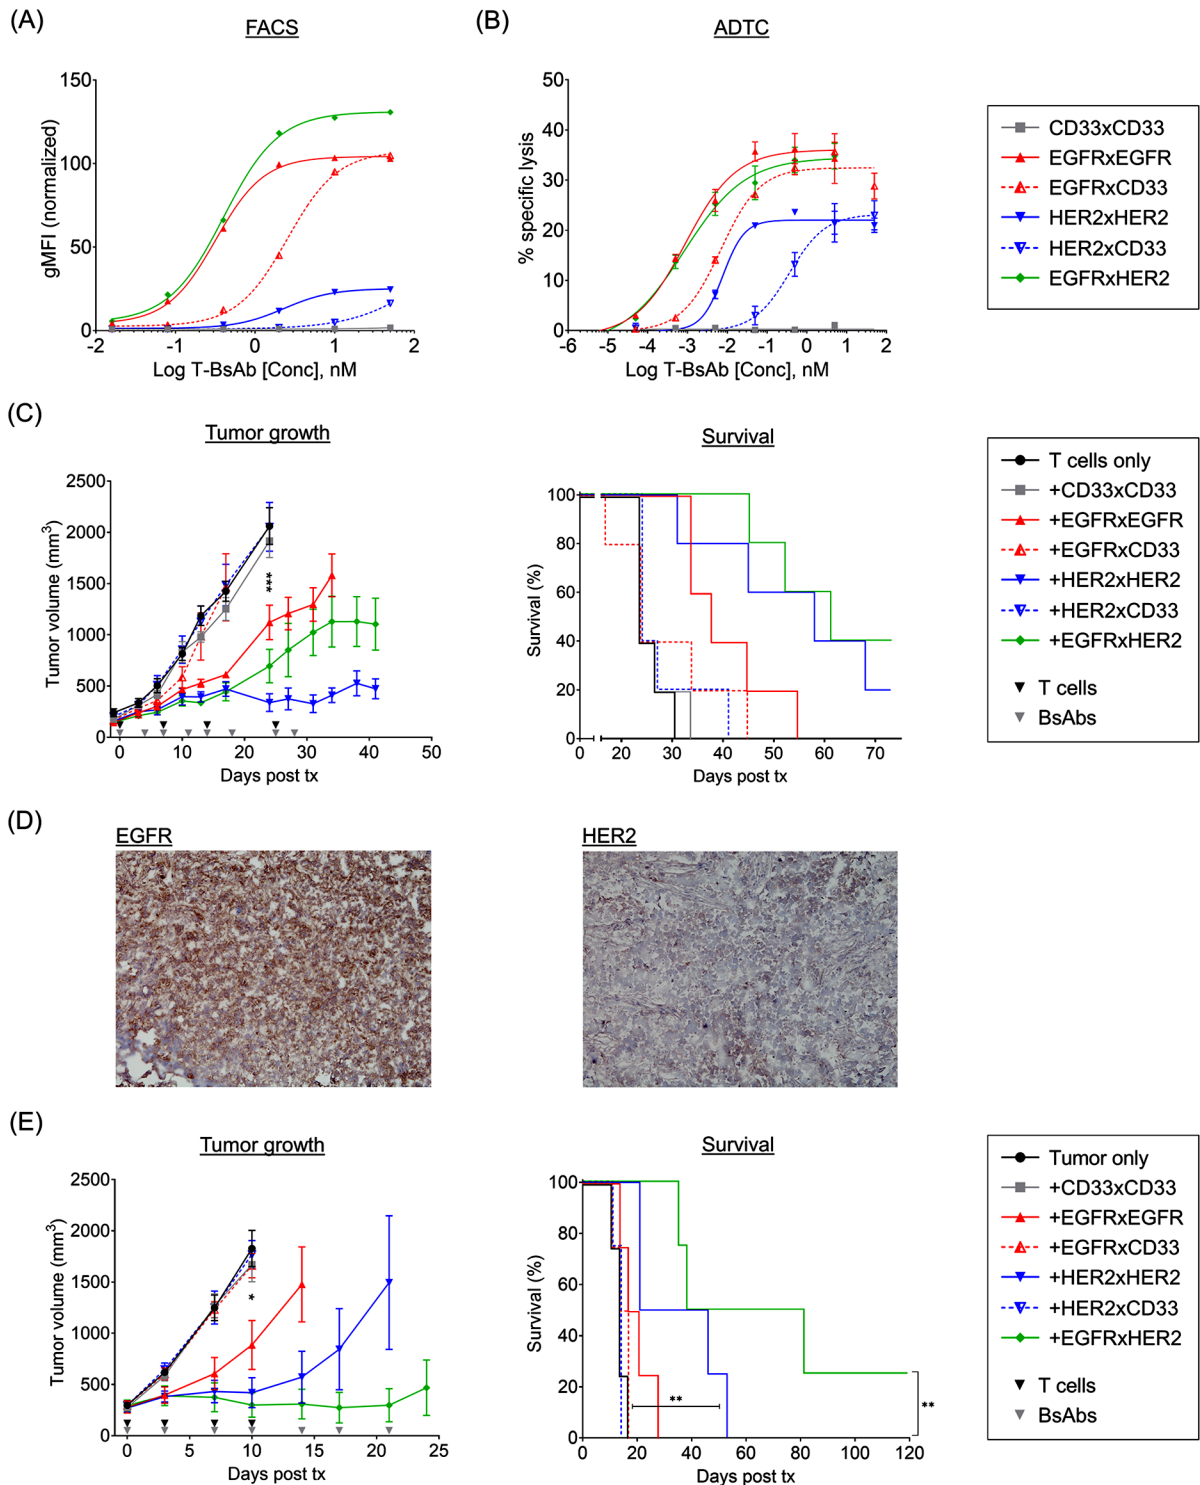 (A)
FACS
gMFI (normalized)
150
100
50
0
-2
-1
0
1
2
Log T-BsAb [Conc], nM
(B)
ADTC
% specific lysis
50
40
30
20
10
0
-6
-5
-4
-3
-2
-1
0
1
2
Log T-BsAb [Conc], nM
CD33xCD33
EGFRxEGFR
EGFRxCD33
HER2xHER2
HER2xCD33
EGFRxHER2
(C)
Tumor growth
Tumor volume (mm3)
2500
2000
1500
1000
500
0
***
0
10
20
30
40
50
Days post tx
Survival
Survival (%)
100
80
60
40
20
0
0
20
30
40
50
60
70
Days post tx
T cells only
+CD33xCD33
+EGFRxEGFR
+EGFRxCD33
+HER2xHER2
+HER2xCD33
+EGFRxHER2
T cells
BsAbs
(D)
EGFR
HER2
(E)
Tumor growth
Tumor volume (mm3)
2500
2000
1500
1000
500
0
*
0
5
10
15
20
25
Days post tx
Survival
Survival (%)
100
80
60
40
20
0
**
**
0
20
40
60
80
100
120
Days post tx
Tumor only
+CD33xCD33
+EGFRxEGFR
+EGFRxCD33
+HER2xHER2
+HER2xCD33
+EGFRxHER2
T cells
BsAbs